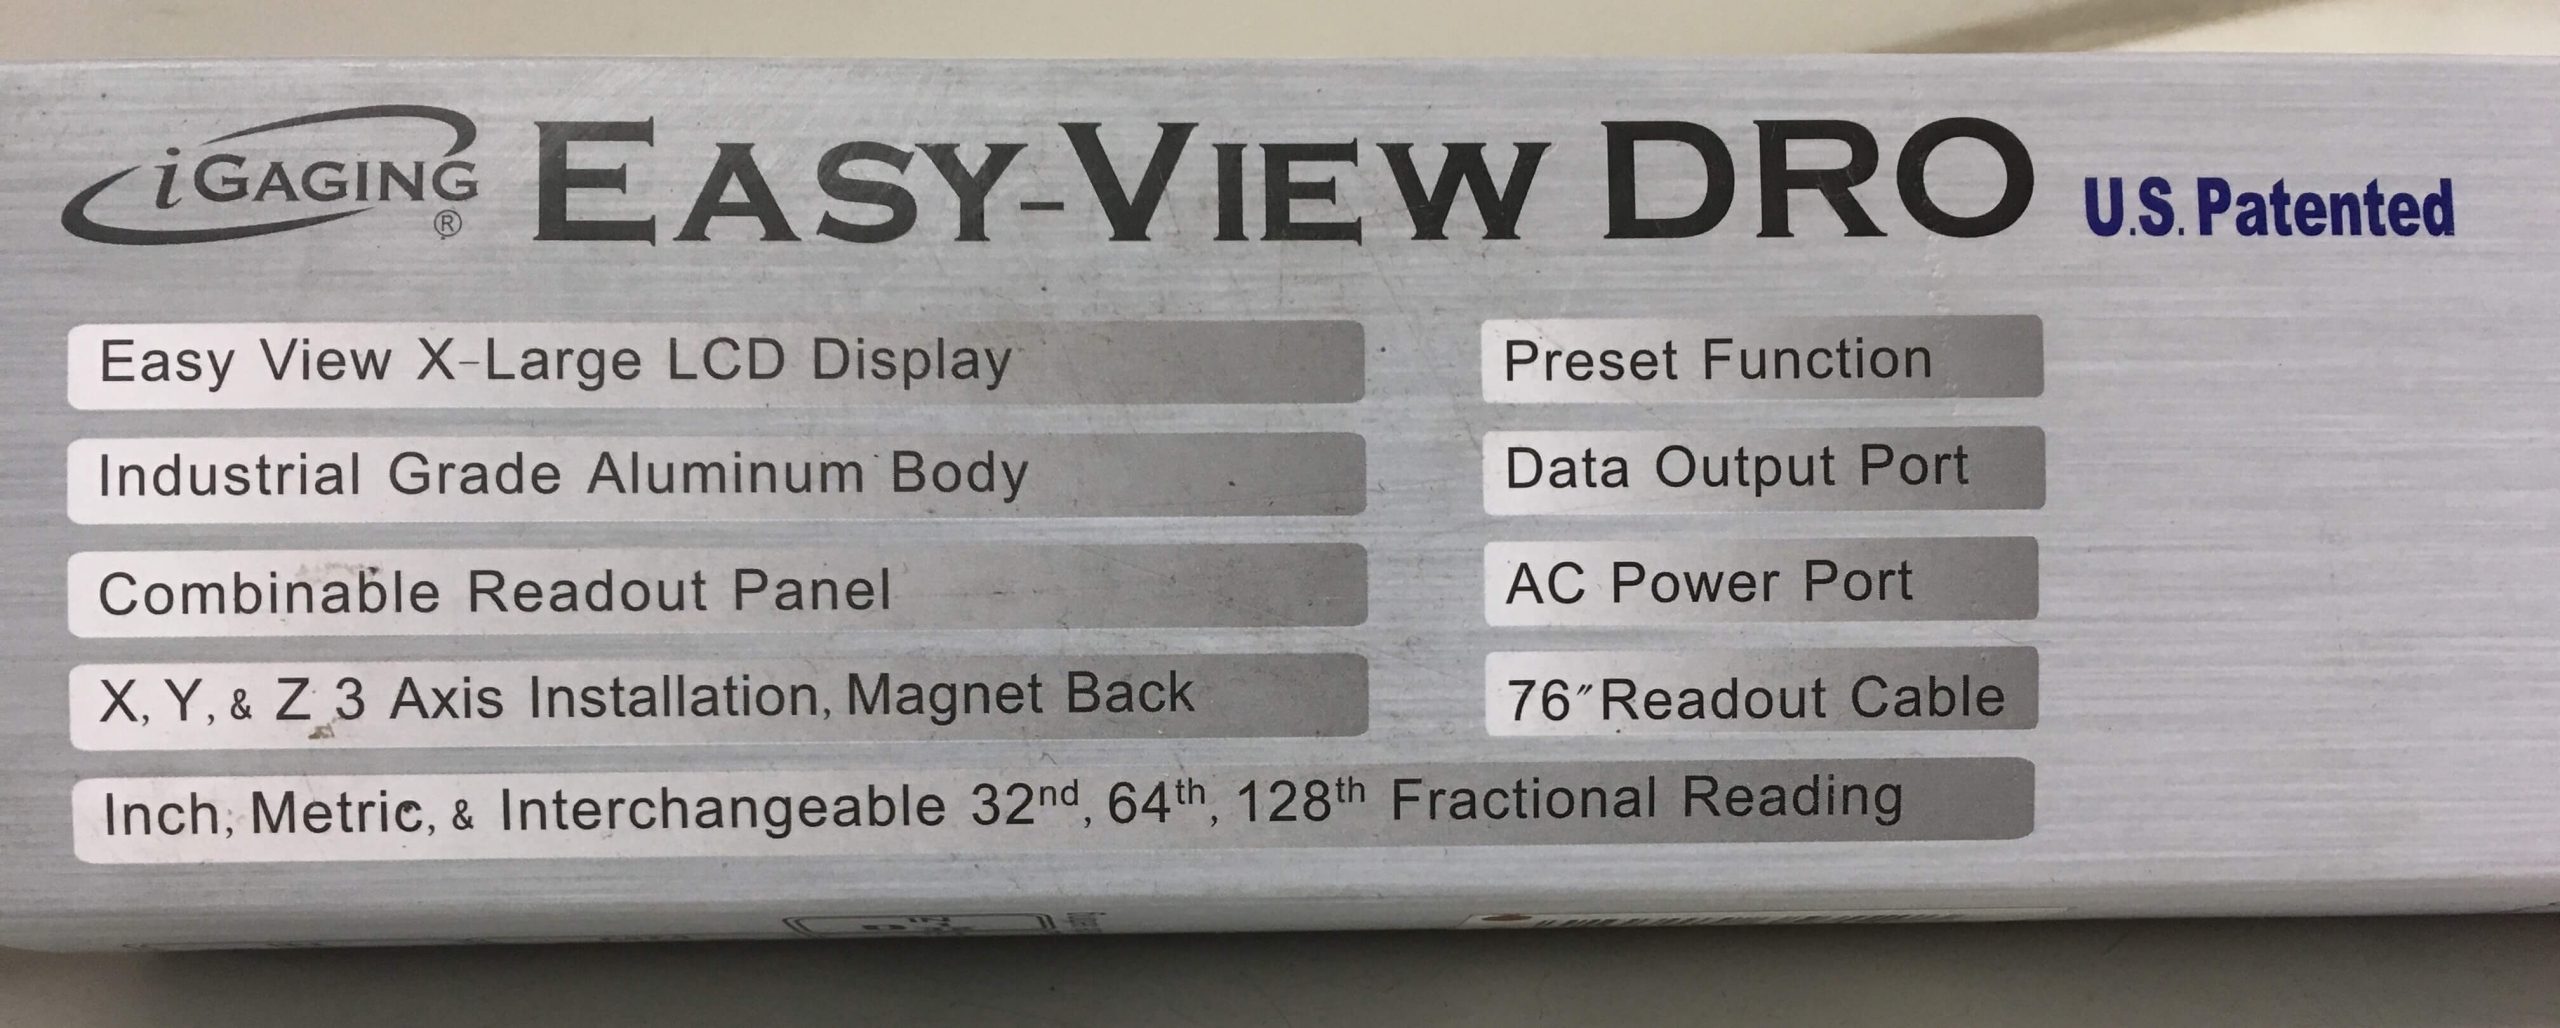 iGAGING® EASY-VIEW DRO U.S. Patented
Easy View X-Large LCD Display
Preset Function
Industrial Grade Aluminum Body
Data Output Port
Combinable Readout Panel
AC Power Port
X, Y, & Z 3 Axis Installation, Magnet Back
76″ Readout Cable
Inch, Metric, & Interchangeable 32nd, 64th, 128th Fractional Reading